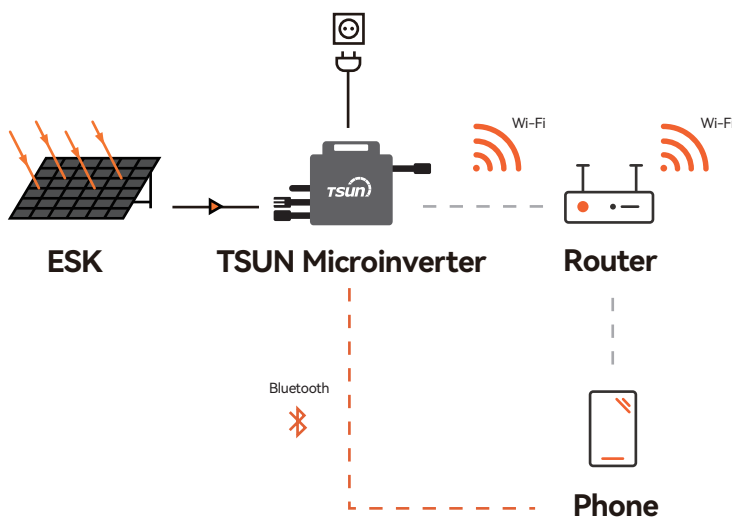 Wi-Fi
Wi-Fi
TSUN
ESK
TSUN Microinverter
Router
Bluetooth
Phone